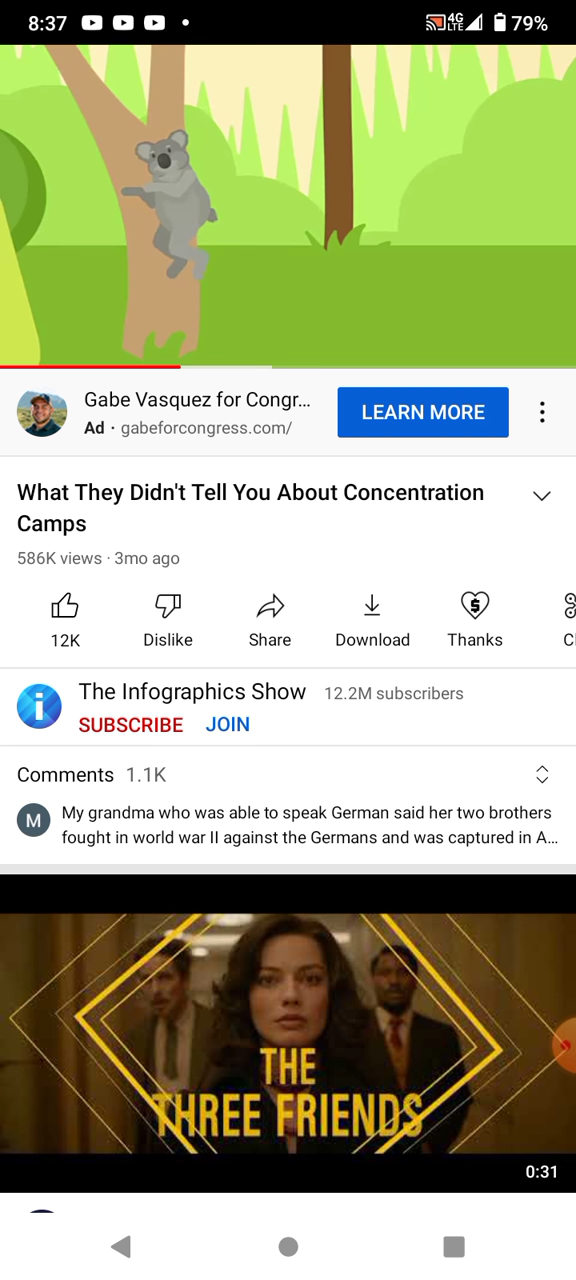 8:37
4G
LTE
79%
Gabe Vasquez for Congr...
LEARN MORE
Ad · gabeforcongress.com/
What They Didn't Tell You About Concentration
Camps
586K views · 3mo ago
12K
Dislike
Share
Download
Thanks
The Infographics Show 12.2M subscribers
SUBSCRIBE JOIN
Comments 1.1K
M
My grandma who was able to speak German said her two brothers
fought in world war II against the Germans and was captured in A...
THE
THREE FRIENDS
0:31